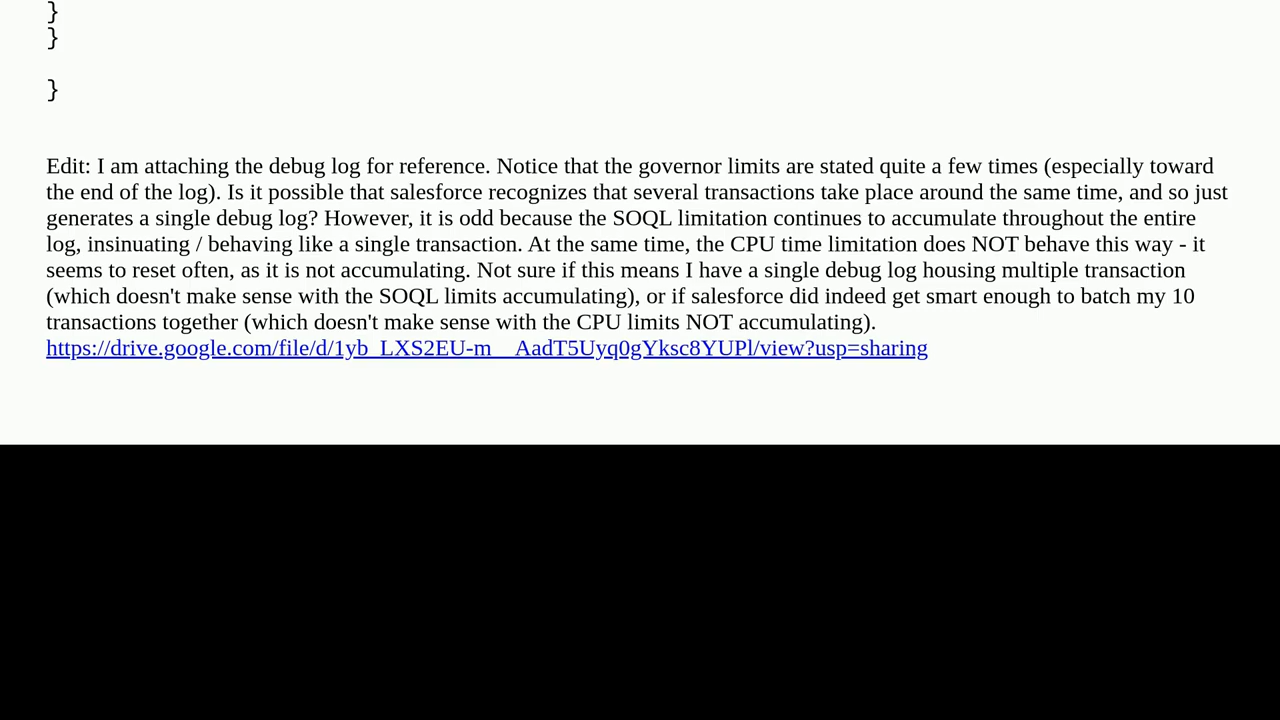 }
}
}
Edit: I am attaching the debug log for reference. Notice that the governor limits are stated quite a few times (especially toward
the end of the log). Is it possible that salesforce recognizes that several transactions take place around the same time, and so just
generates a single debug log? However, it is odd because the SOQL limitation continues to accumulate throughout the entire
log, insinuating / behaving like a single transaction. At the same time, the CPU time limitation does NOT behave this way - it
seems to reset often, as it is not accumulating. Not sure if this means I have a single debug log housing multiple transaction
(which doesn't make sense with the SOQL limits accumulating), or if salesforce did indeed get smart enough to batch my 10
transactions together (which doesn't make sense with the CPU limits NOT accumulating).
https://drive.google.com/file/d/1yb_LXS2EU-m__AadT5Uyq0gYksc8YUPl/view?usp=sharing